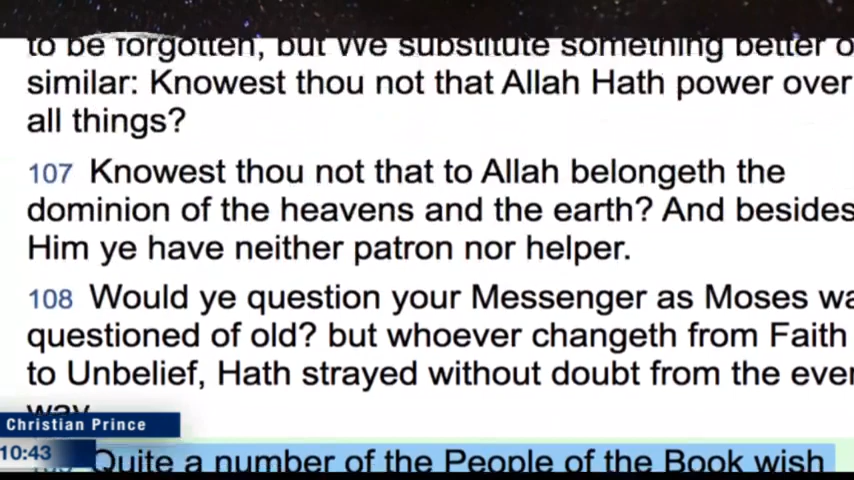 to be forgotten, but We substitute something better o
similar: Knowest thou not that Allah Hath power over
all things?
107 Knowest thou not that to Allah belongeth the
dominion of the heavens and the earth? And besides
Him ye have neither patron nor helper.
108 Would ye question your Messenger as Moses wa
questioned of old? but whoever changeth from Faith
to Unbelief, Hath strayed without doubt from the even
way.
Christian Prince
10:43
Quite a number of the People of the Book wish